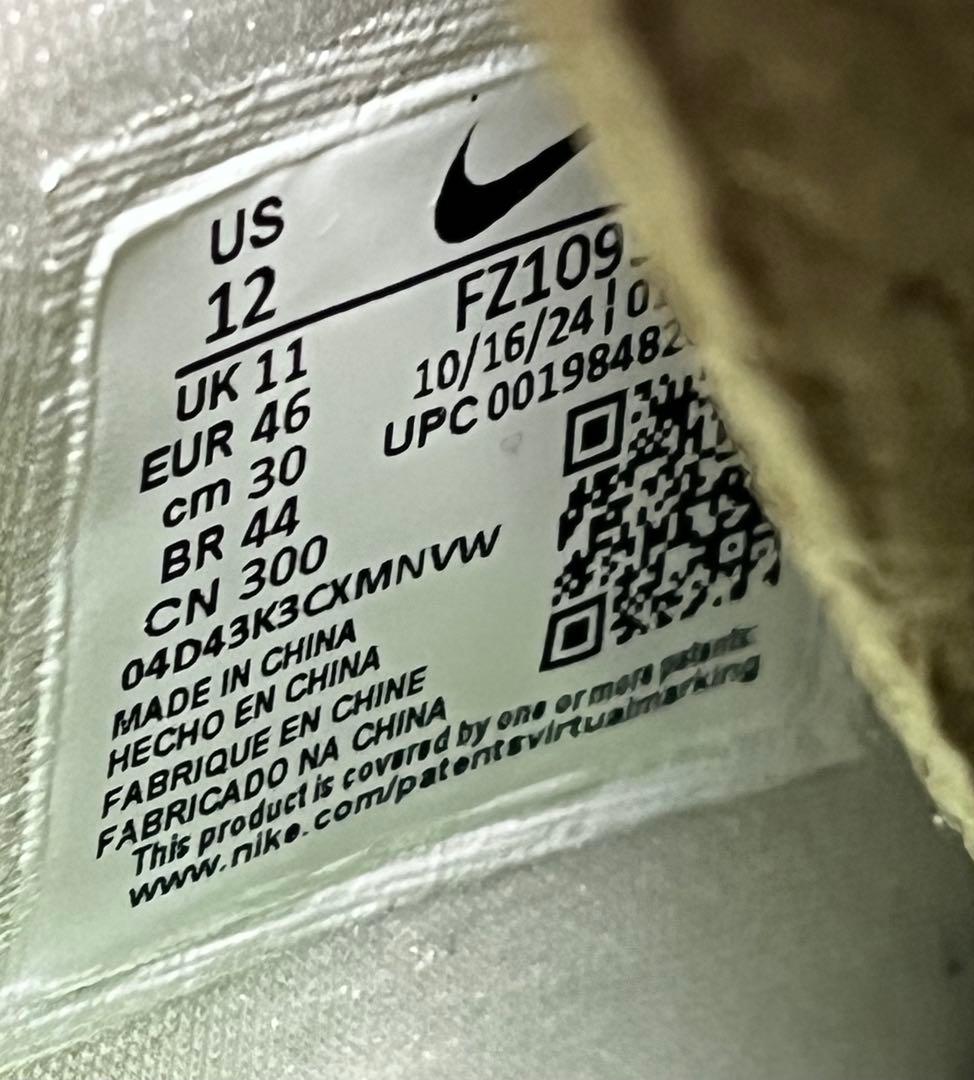 US
12
UK 11
EUR 46
cm 30
BR 44
CN 300
FZ109
10/16/24 | 0
UPC 00198482
04D43K3CXMNVW
MADE IN CHINA
HECHO EN CHINA
FABRIQUE EN CHINE
FABRICADO NA CHINA
This product is covered by one or more patents:
www.nike.com/patentsvirtualmarking